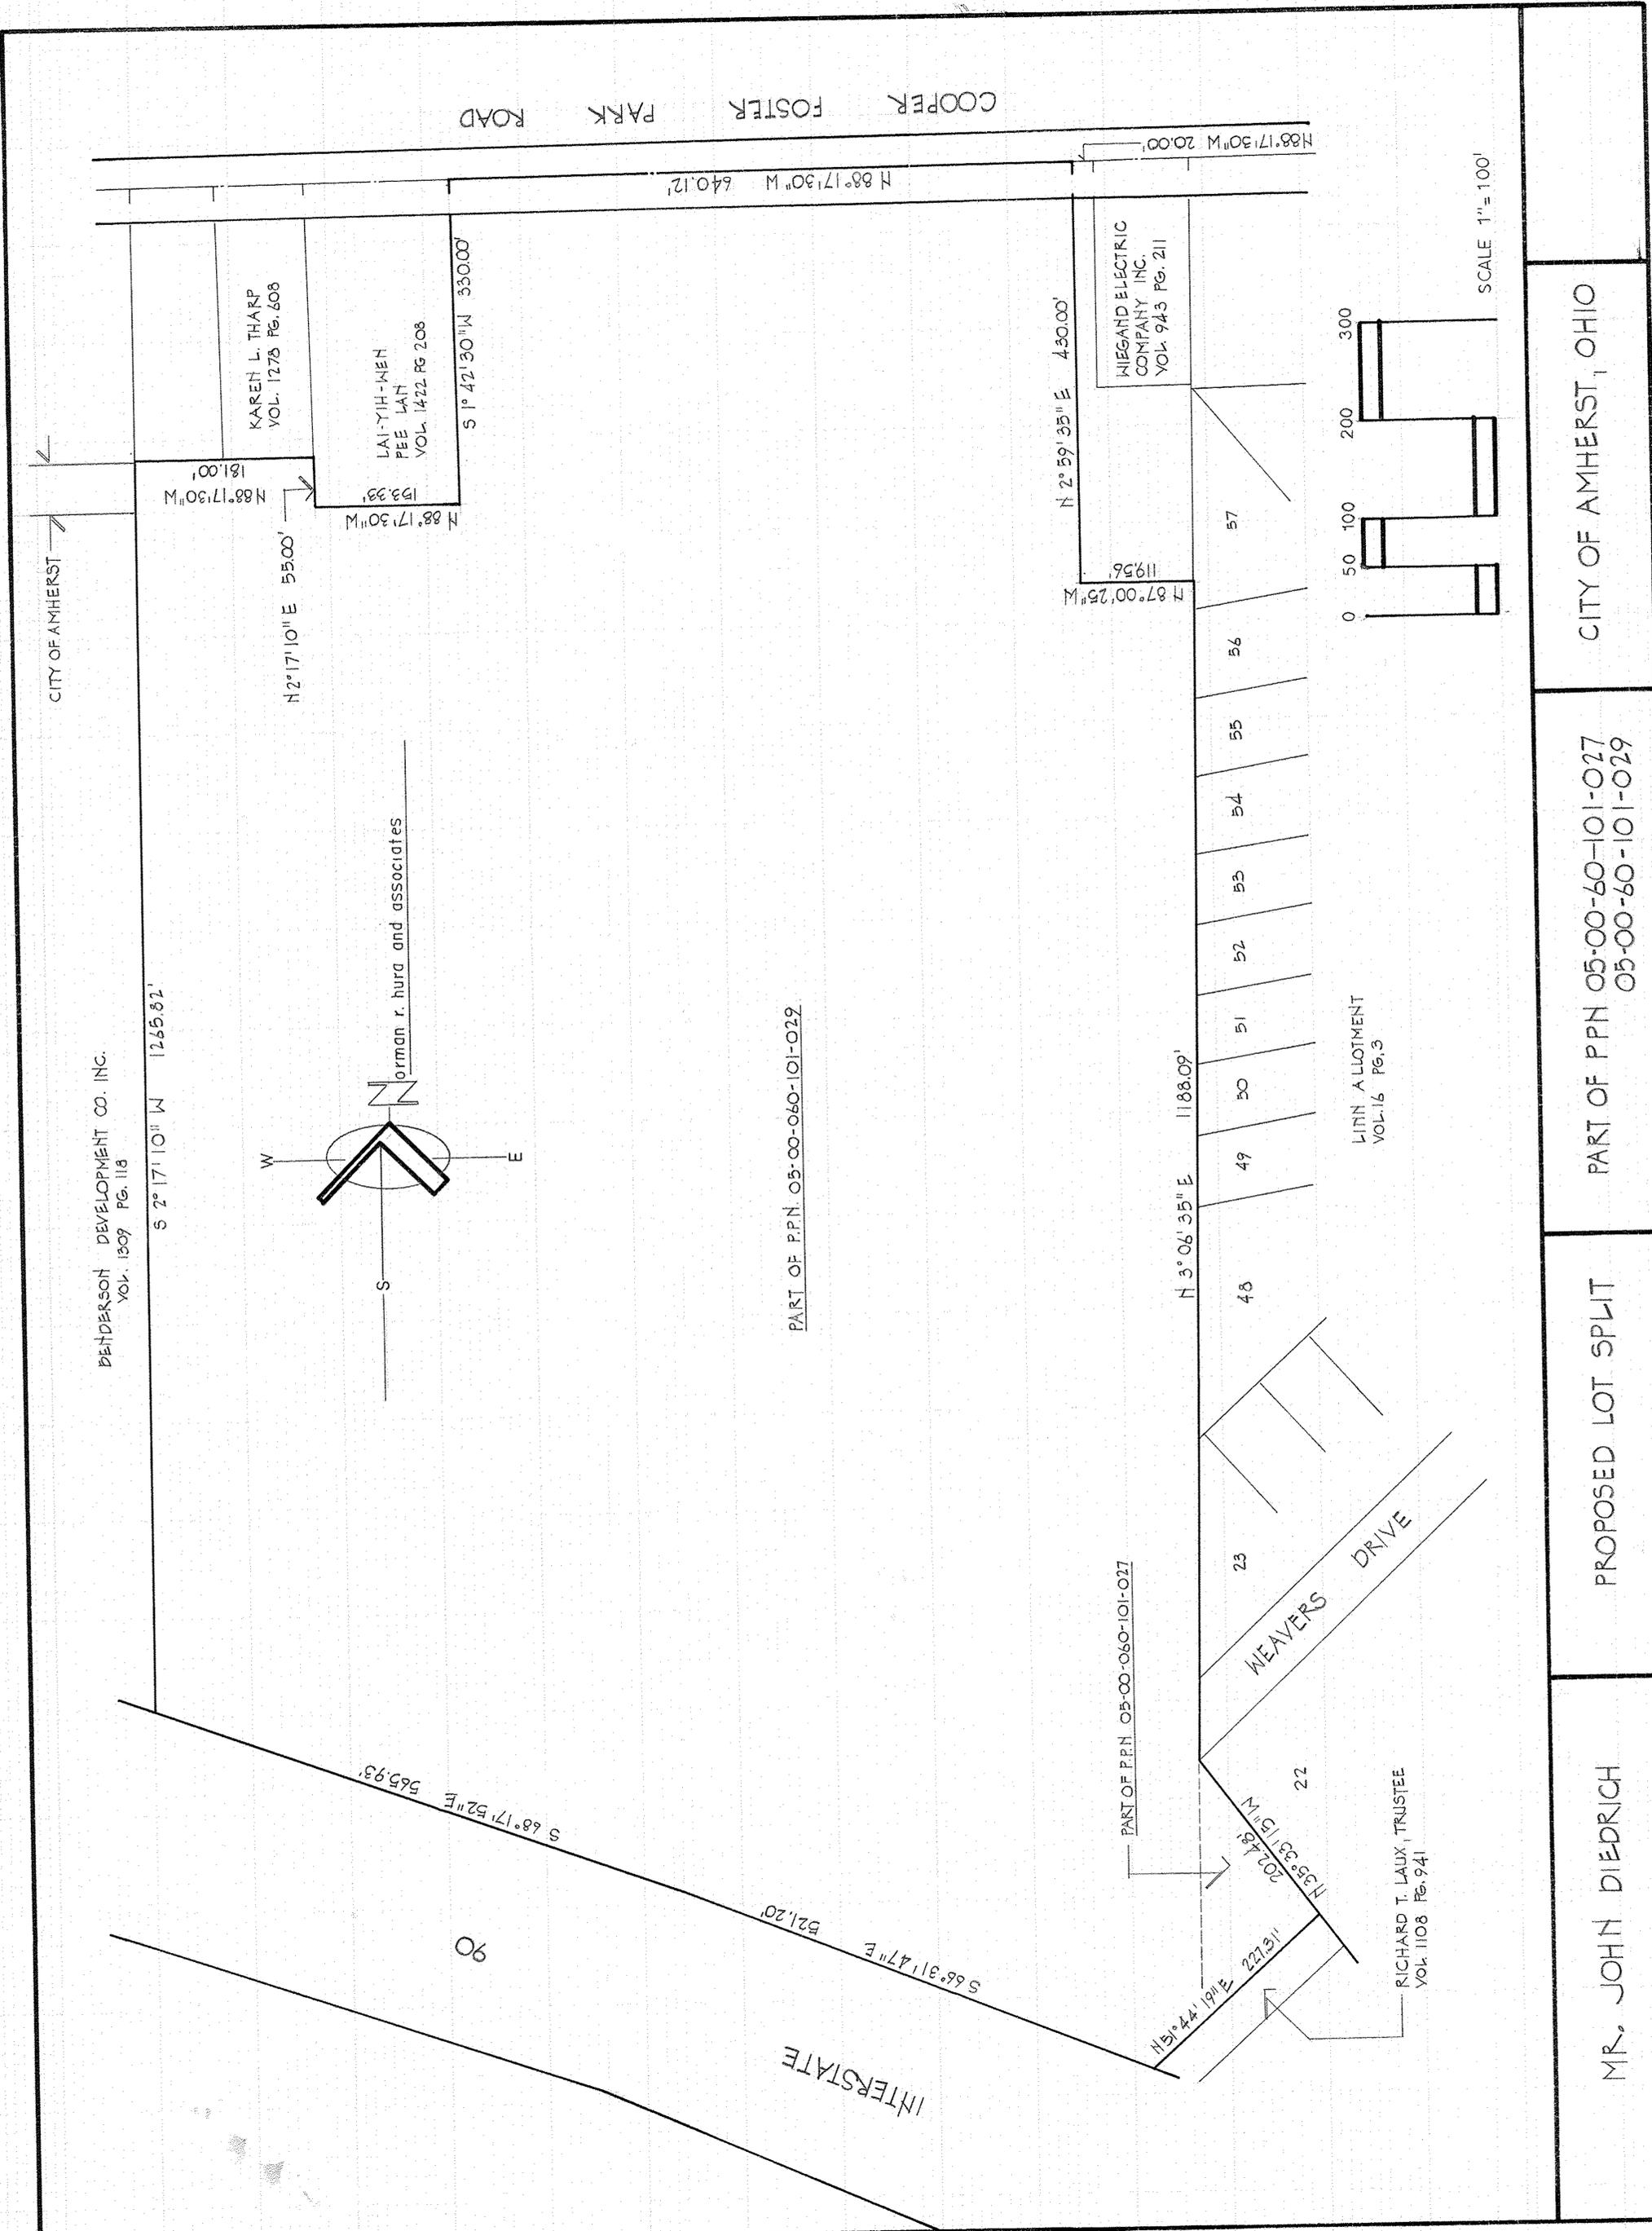 COOPER FOSTER PARK ROAD
N 88°17'30"W 640.12'
N88°17'30"W 20.00'
CITY OF AMHERST
KAREN L. THARP
VOL. 1278 PG. 608
LAI-YIH-WEN
PEE LAN
VOL. 1422 PG 208
S 1° 42' 30" W 330.00'
N88°17'30"W
181.00'
N2°17'10"E 55.00'
N 88°17'30"W
153.33'
WIEGAND ELECTRIC
COMPANY INC.
VOL 943 PG. 211
N 2° 59' 35" E 430.00'
N 87°00'25"W
119.56'
BENDERSON DEVELOPMENT CO. INC.
VOL. 1309 PG. 118
S 2° 17' 10" W 1265.82'
N
orman r. hura and associates
W
E
S
PART OF P.P.N. 05-00-060-101-029
N 3° 06' 35" E 1188.09'
57
56
55
54
53
52
51
50
49
48
23
22
LINN ALLOTMENT
VOL.16 PG.3
WEAVERS DRIVE
PART OF P.P.N. 05-00-060-101-027
N 35° 33' 15" W
202.48'
N 51° 44' 19" E 227.31'
RICHARD T. LAUX, TRUSTEE
VOL 1108 PG. 941
S 68° 17' 52" E 565.93'
S 66° 31' 47" E 521.20'
INTERSTATE 90
0 50 100 200 300
SCALE 1"=100'
MR. JOHN DIEDRICH
PROPOSED LOT SPLIT
PART OF PPN 05-00-60-101-027
05-00-60-101-029
CITY OF AMHERST, OHIO